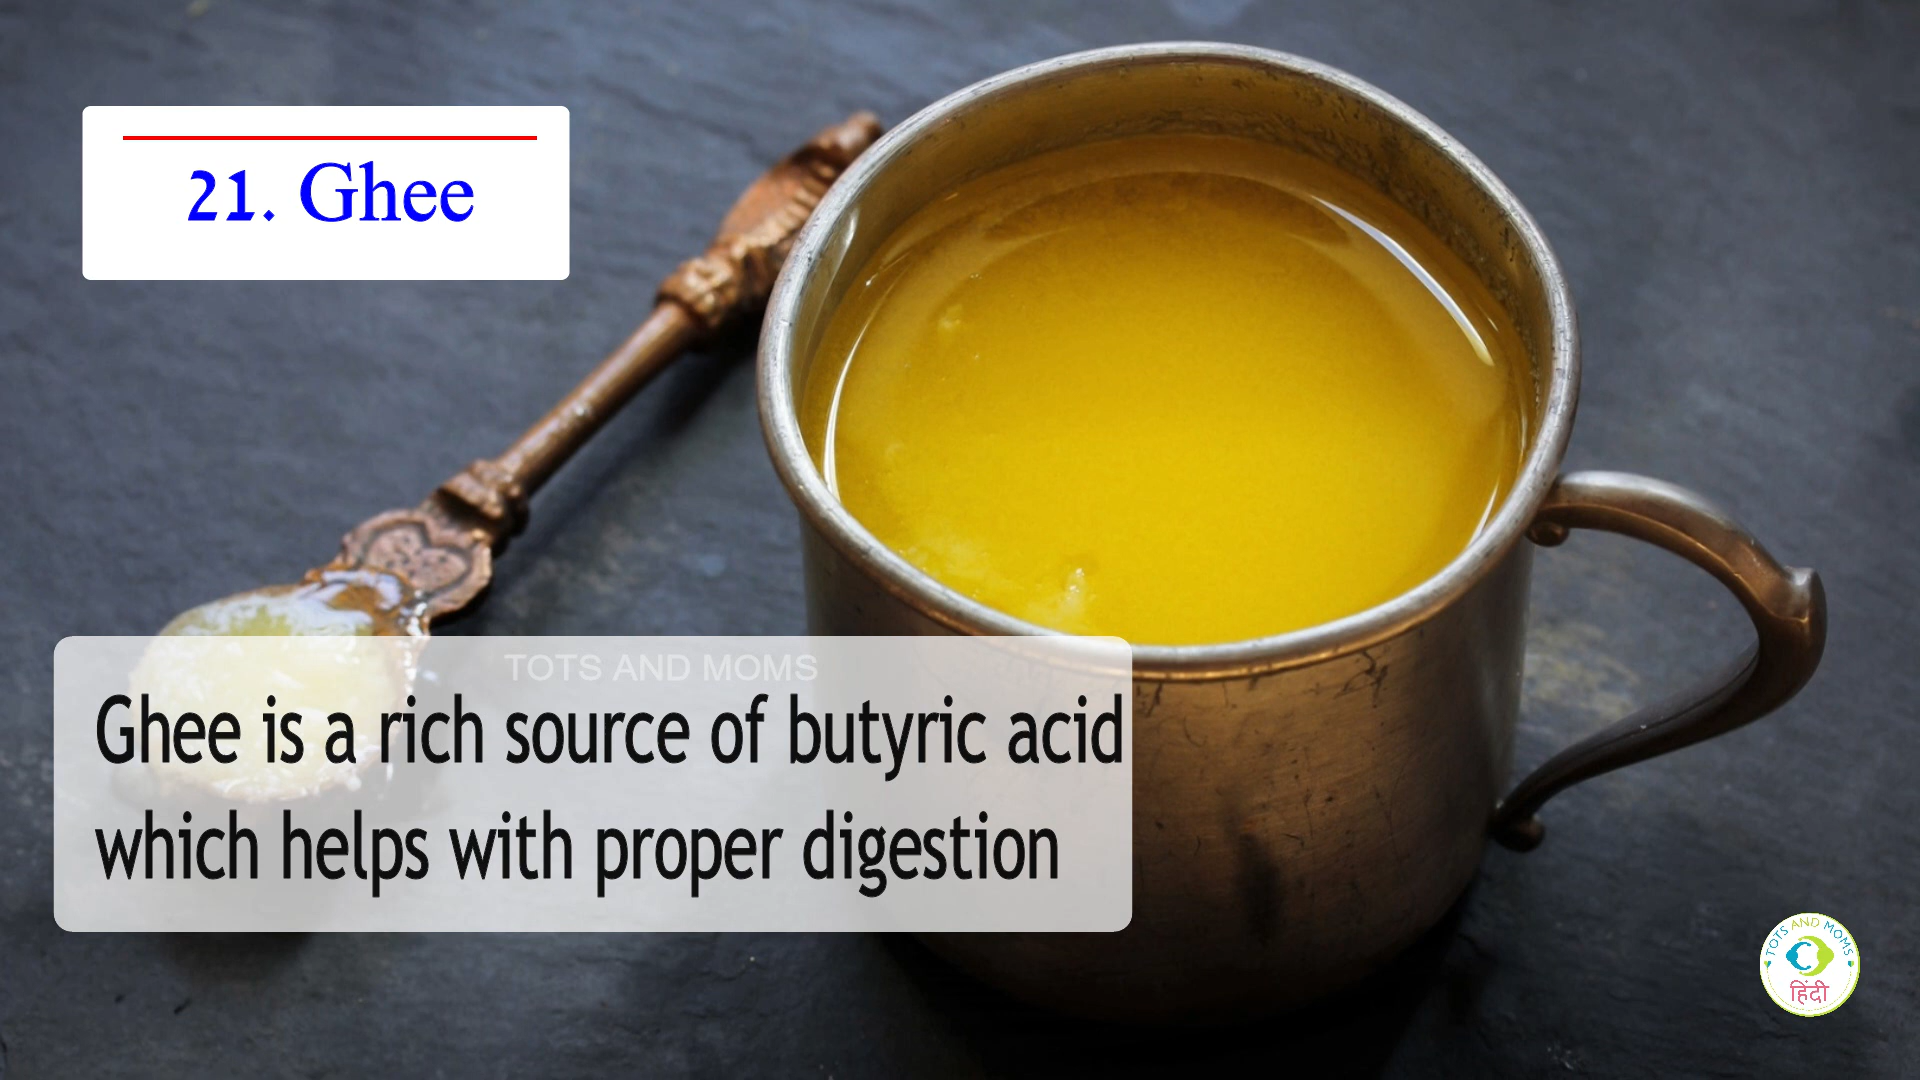 21. Ghee
TOTS AND MOMS
Ghee is a rich source of butyric acid
which helps with proper digestion
TOTS AND MOMS
हिंदी